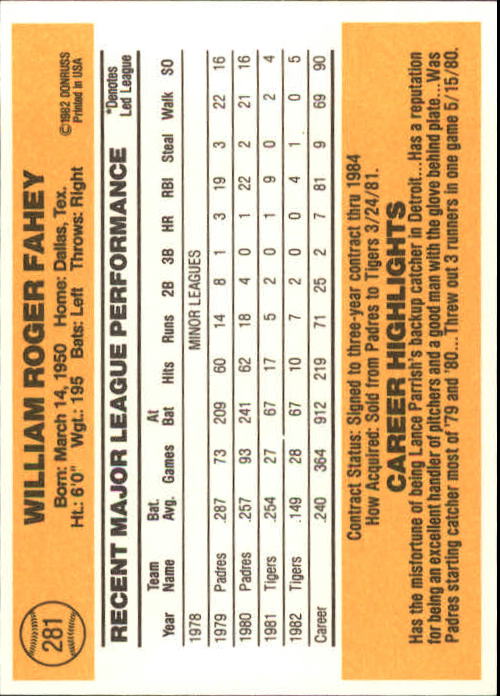 281
WILLIAM ROGER FAHEY
Born: March 14, 1950 Home: Dallas, Tex.
Ht.: 6'0" Wgt.: 195 Bats: Left Throws: Right
©1982 DONRUSS
Printed in USA
RECENT MAJOR LEAGUE PERFORMANCE
*Denotes
Led League
Team Bat. At
Year Name Avg. Games Bat Hits Runs 2B 3B HR RBI Steal Walk SO
1978 MINOR LEAGUES
1979 Padres .287 73 209 60 14 8 1 3 19 3 22 16
1980 Padres .257 93 241 62 18 4 0 1 22 2 21 16
1981 Tigers .254 27 67 17 5 2 0 1 9 0 2 4
1982 Tigers .149 28 67 10 7 2 0 0 4 1 0 5
Career .240 364 912 219 71 25 2 7 81 9 69 90
Contract Status: Signed to three-year contract thru 1984
How Acquired: Sold from Padres to Tigers 3/24/81.
CAREER HIGHLIGHTS
Has the misfortune of being Lance Parrish's backup catcher in Detroit...Has a reputation
for being an excellent handler of pitchers and a good man with the glove behind plate...Was
Padres starting catcher most of '79 and '80... Threw out 3 runners in one game 5/15/80.